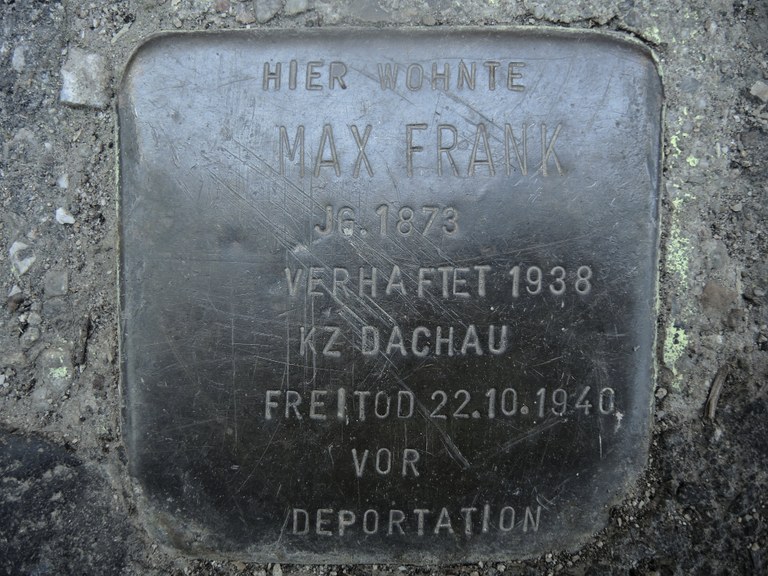 HIER WOHNTE
MAX FRANK
JG. 1873
VERHAFTET 1938
KZ DACHAU
FREITOD 22.10.1940
VOR
DEPORTATION